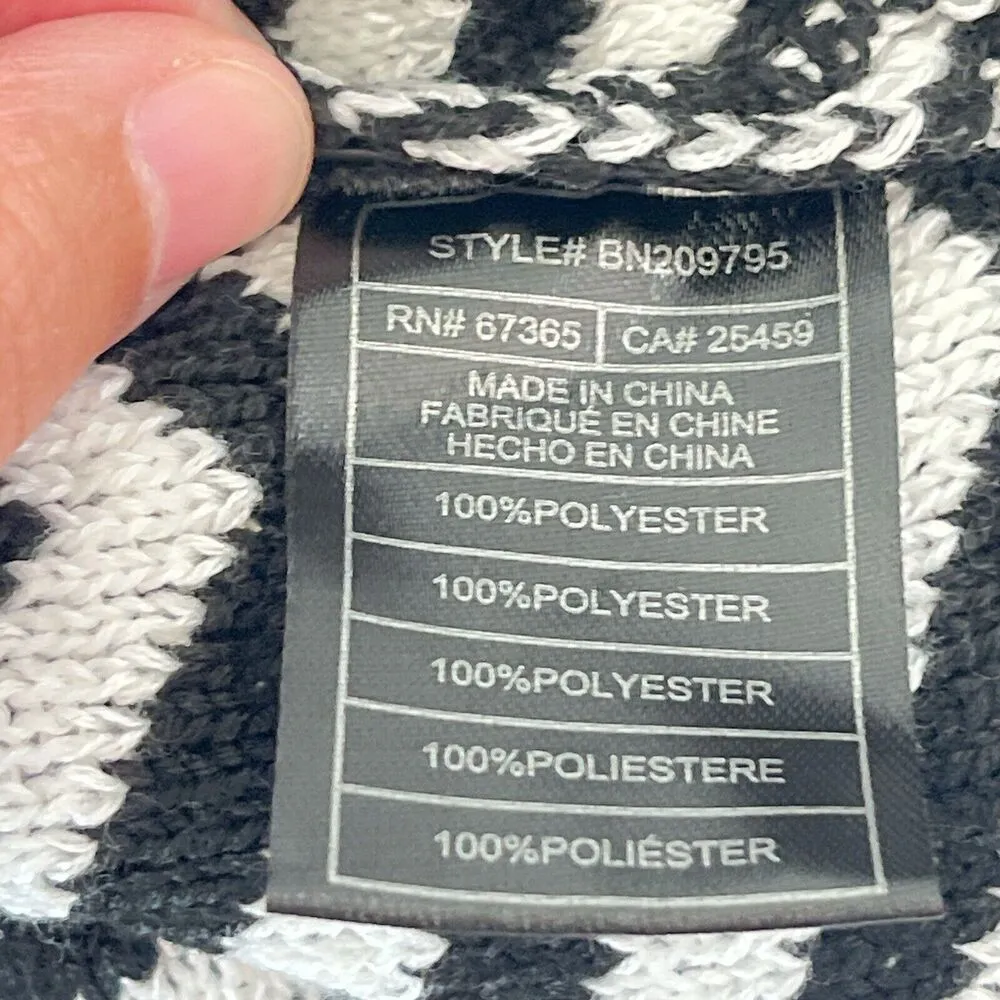 STYLE# BN209795
RN# 67365 CA# 25459
MADE IN CHINA
FABRIQUÉ EN CHINE
HECHO EN CHINA
100%POLYESTER
100%POLYESTER
100%POLYESTER
100%POLIESTERE
100%POLIÉSTER